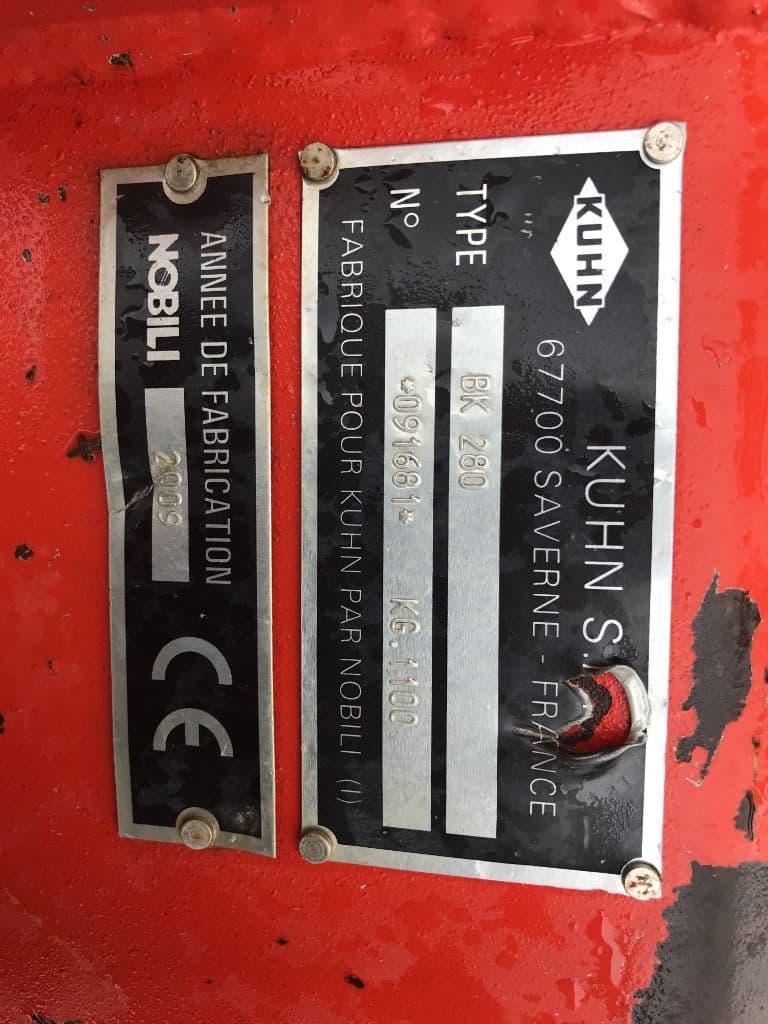 KUHN
KUHN S.
67700 SAVERNE - FRANCE
TYPE BK 280
N° *091681* KG.1100
FABRIQUE POUR KUHN PAR NOBILI (I)
ANNEE DE FABRICATION
NOBILI 2009
CE